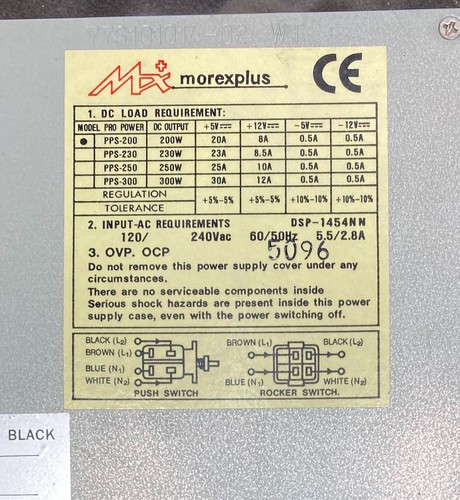 morexplus CE
1. DC LOAD REQUIREMENT:
MODEL PRO POWER DC OUTPUT +5V +12V -5V -12V
● PPS-200 200W 20A 8A 0.5A 0.5A
PPS-230 230W 23A 8.5A 0.5A 0.5A
PPS-250 250W 25A 10A 0.5A 0.5A
PPS-300 300W 30A 12A 0.5A 0.5A
REGULATION
TOLERANCE +5%-5% +5%-5% +10%-10% +10%-10%
2. INPUT-AC REQUIREMENTS DSP-1454NN
120/ 240Vac 60/50Hz 5.5/2.8A
3. OVP. OCP 5096
Do not remove this power supply cover under any
circumstances.
There are no serviceable components inside
Serious shock hazards are present inside this power
supply case, even with the power switching off.
BLACK (L2) BROWN (L1) BLACK (L2)
BROWN (L1)
BLUE (N1)
WHITE (N2) BLUE (N1) WHITE (N2)
PUSH SWITCH ROCKER SWITCH.
BLACK